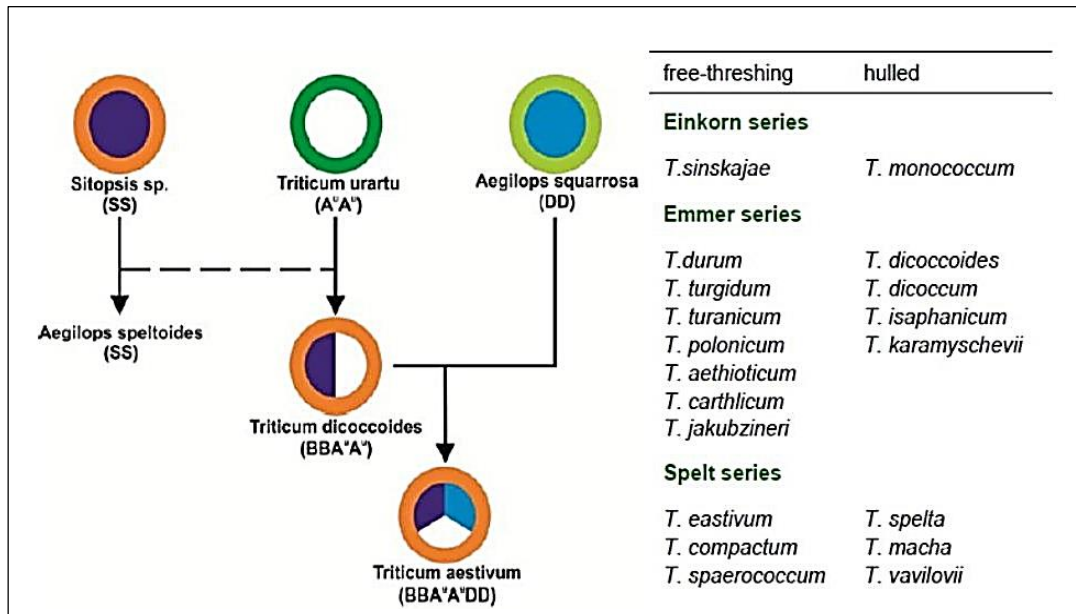 Sitopsis sp.
(SS)
Triticum urartu
(AᵘAᵘ)
Aegilops squarrosa
(DD)
Aegilops speltoides
(SS)
Triticum dicoccoides
(BBAᵘAᵘ)
Triticum aestivum
(BBAᵘAᵘDD)
free-threshing hulled
Einkorn series
T.sinskajae T. monococcum
Emmer series
T.durum T. dicoccoides
T. turgidum T. dicoccum
T. turanicum T. isaphanicum
T. polonicum T. karamyschevii
T. aethioticum
T. carthlicum
T. jakubzineri
Spelt series
T. eastivum T. spelta
T. compactum T. macha
T. spaerococcum T. vavilovii